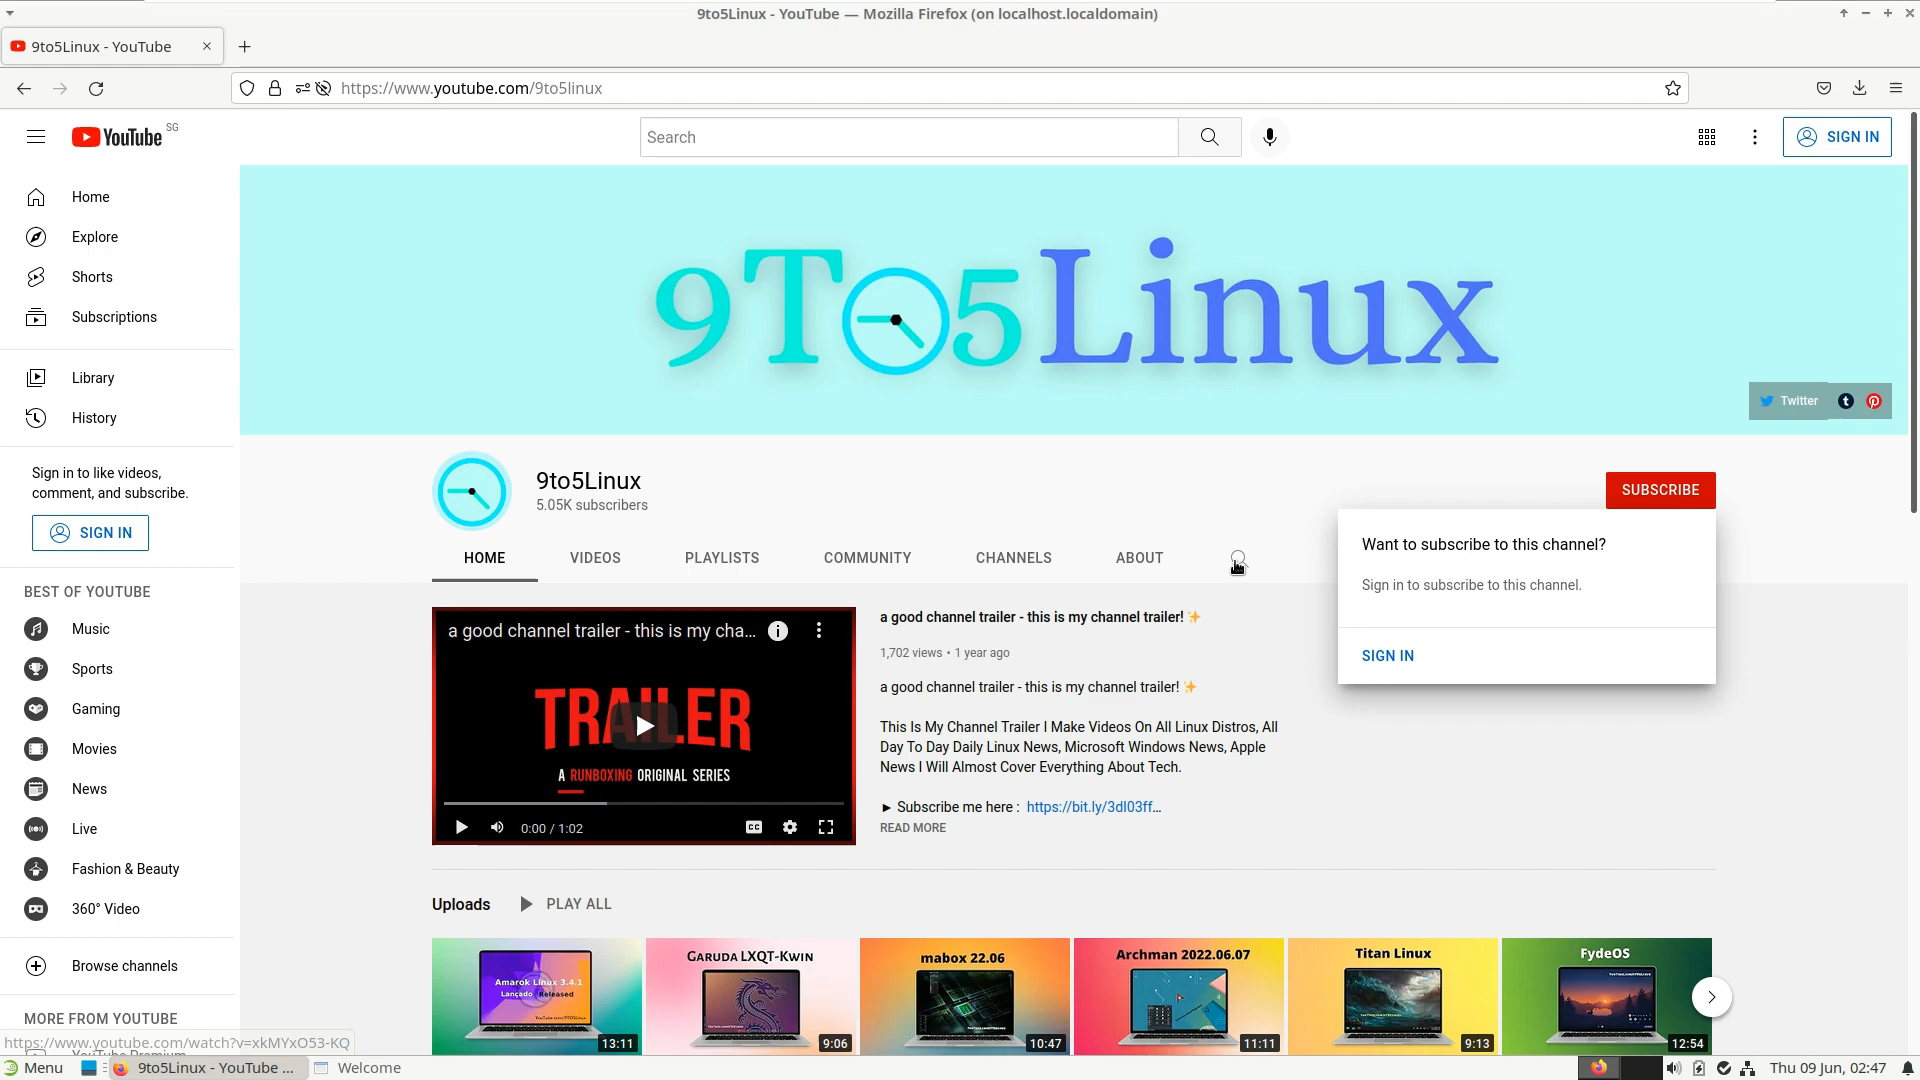 9to5Linux - YouTube — Mozilla Firefox (on localhost.localdomain)
9to5Linux - YouTube
https://www.youtube.com/9to5linux
YouTube SG
Search
SIGN IN
Home
Explore
Shorts
Subscriptions
Library
History
Sign in to like videos,
comment, and subscribe.
SIGN IN
BEST OF YOUTUBE
Music
Sports
Gaming
Movies
News
Live
Fashion & Beauty
360° Video
Browse channels
MORE FROM YOUTUBE
YouTube Premium
https://www.youtube.com/watch?v=xkMYxO53-KQ
9To5Linux
Twitter
9to5Linux
5.05K subscribers
SUBSCRIBE
HOME
VIDEOS
PLAYLISTS
COMMUNITY
CHANNELS
ABOUT
Want to subscribe to this channel?
Sign in to subscribe to this channel.
SIGN IN
a good channel trailer - this is my cha...
TRAILER
A RUNBOXING ORIGINAL SERIES
0:00 / 1:02
CC
a good channel trailer - this is my channel trailer! ✨
1,702 views • 1 year ago
a good channel trailer - this is my channel trailer! ✨
This Is My Channel Trailer I Make Videos On All Linux Distros, All
Day To Day Daily Linux News, Microsoft Windows News, Apple
News I Will Almost Cover Everything About Tech.
► Subscribe me here : https://bit.ly/3dl03ff...
READ MORE
Uploads
PLAY ALL
Amarok Linux 3.4.1
Lançado Released
13:11
GARUDA LXQT-KWIN
9:06
mabox 22.06
10:47
Archman 2022.06.07
11:11
Titan Linux
9:13
FydeOS
12:54
Menu
9to5Linux - YouTube ...
Welcome
Thu 09 Jun, 02:47